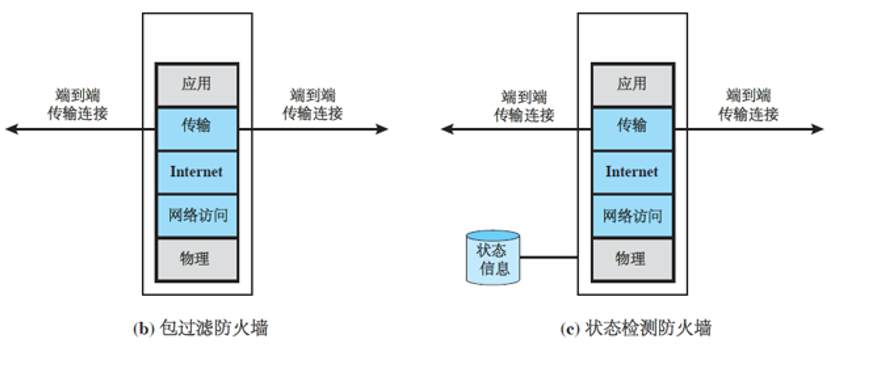 端到端
传输连接
应用
传输
Internet
网络访问
物理
端到端
传输连接
(b) 包过滤防火墙
端到端
传输连接
应用
传输
Internet
网络访问
物理
端到端
传输连接
状态
信息
(c) 状态检测防火墙